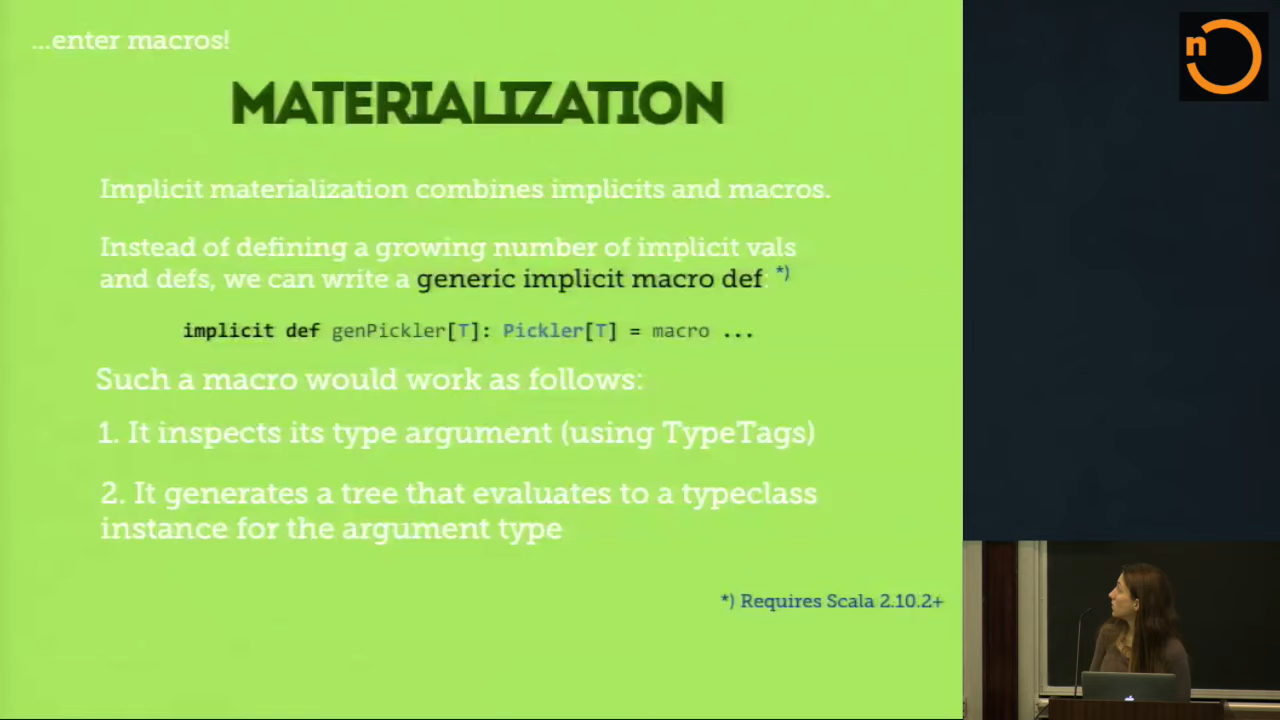 ...enter macros!
MATERIALIZATION
Implicit materialization combines implicits and macros.
Instead of defining a growing number of implicit vals
and defs, we can write a generic implicit macro def: *)
implicit def genPickler[T]: Pickler[T] = macro ...
Such a macro would work as follows:
1. It inspects its type argument (using TypeTags)
2. It generates a tree that evaluates to a typeclass
instance for the argument type
*) Requires Scala 2.10.2+
n